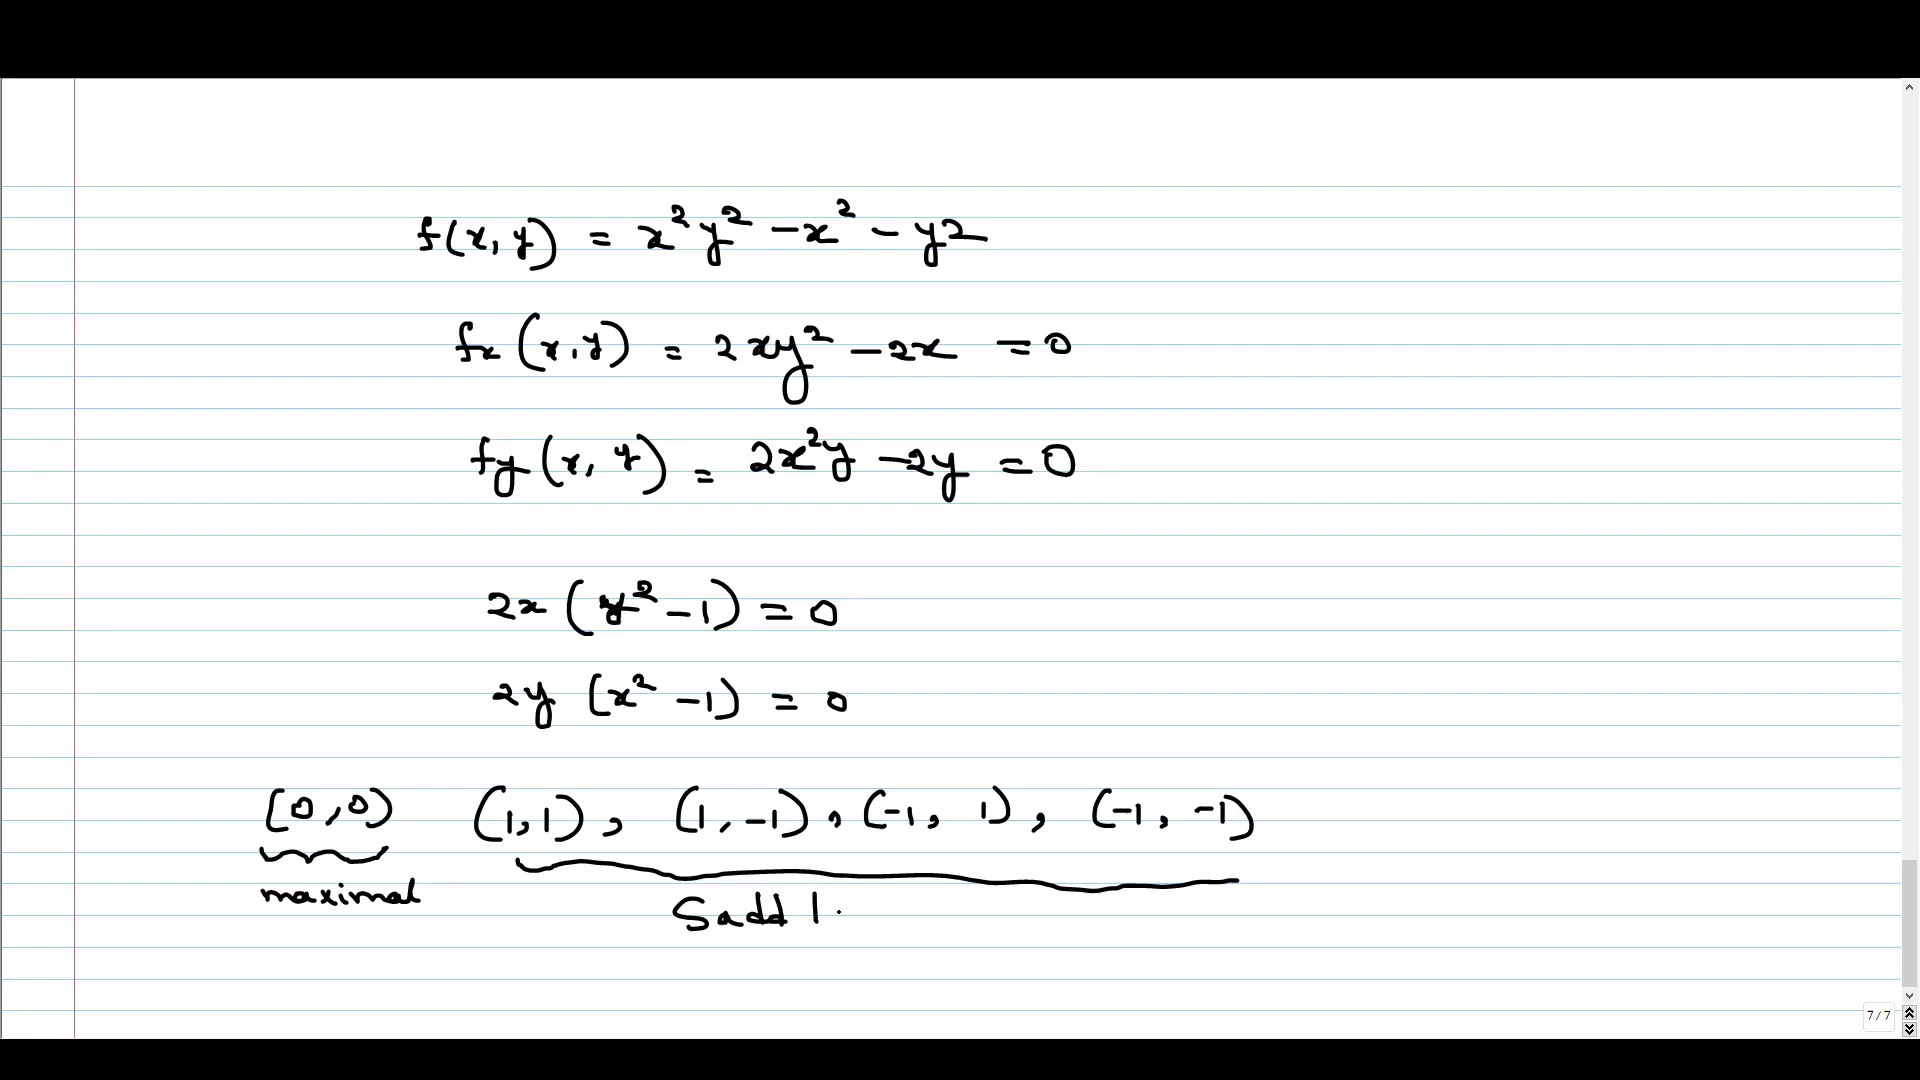 f(x, y) = x²y² - x² - y2
fx (x, y) = 2xy² - 2x = 0
fy (x, y) = 2x²y - 2y = 0
2x (y² - 1) = 0
2y (x² - 1) = 0
(0, 0) (1, 1), (1, -1), (-1, 1), (-1, -1)
maximal
Saddl
7/7